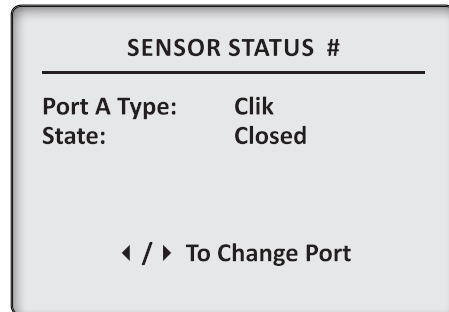 SENSOR STATUS #
Port A Type: Clik
State: Closed
◂ / ▸ To Change Port